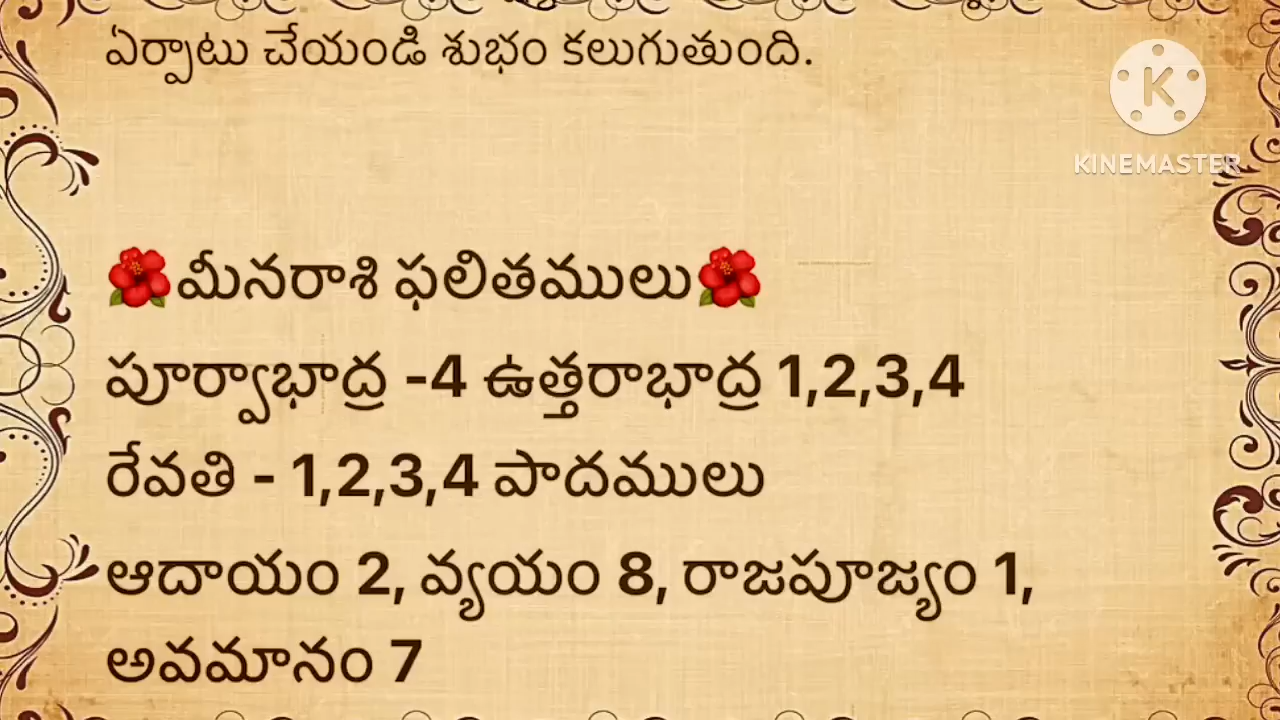 ఏర్పాటు చేయండి శుభం కలుగుతుంది.
KINEMASTER
🌺మీనరాశి ఫలితములు🌺
పూర్వాభాద్ర -4 ఉత్తరాభాద్ర 1,2,3,4
రేవతి - 1,2,3,4 పాదములు
ఆదాయం 2, వ్యయం 8, రాజపూజ్యం 1,
అవమానం 7